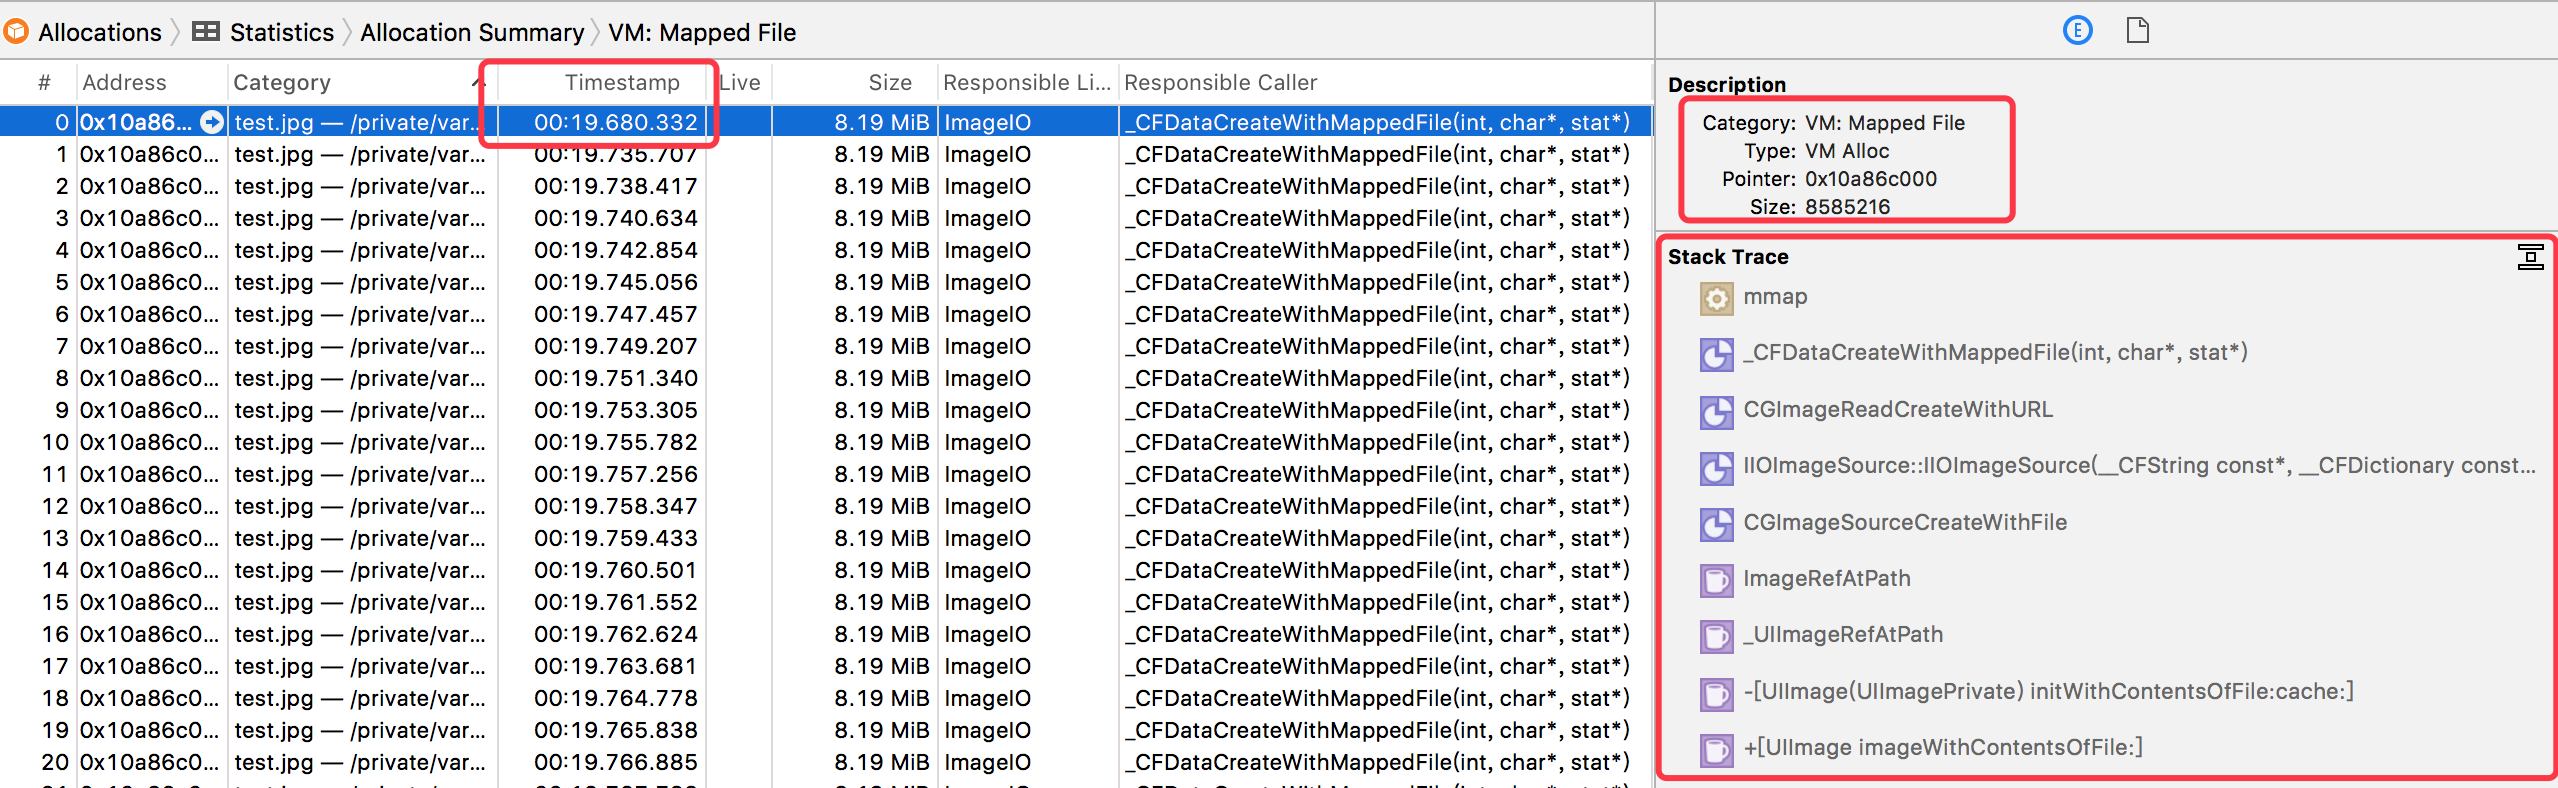 Allocations Statistics Allocation Summary VM: Mapped File
# Address Category Timestamp Live Size Responsible Li... Responsible Caller
0 0x10a86... test.jpg — /private/var... 00:19.680.332 8.19 MiB ImageIO _CFDataCreateWithMappedFile(int, char*, stat*)
1 0x10a86c0... test.jpg — /private/var... 00:19.735.707 8.19 MiB ImageIO _CFDataCreateWithMappedFile(int, char*, stat*)
2 0x10a86c0... test.jpg — /private/var... 00:19.738.417 8.19 MiB ImageIO _CFDataCreateWithMappedFile(int, char*, stat*)
3 0x10a86c0... test.jpg — /private/var... 00:19.740.634 8.19 MiB ImageIO _CFDataCreateWithMappedFile(int, char*, stat*)
4 0x10a86c0... test.jpg — /private/var... 00:19.742.854 8.19 MiB ImageIO _CFDataCreateWithMappedFile(int, char*, stat*)
5 0x10a86c0... test.jpg — /private/var... 00:19.745.056 8.19 MiB ImageIO _CFDataCreateWithMappedFile(int, char*, stat*)
6 0x10a86c0... test.jpg — /private/var... 00:19.747.457 8.19 MiB ImageIO _CFDataCreateWithMappedFile(int, char*, stat*)
7 0x10a86c0... test.jpg — /private/var... 00:19.749.207 8.19 MiB ImageIO _CFDataCreateWithMappedFile(int, char*, stat*)
8 0x10a86c0... test.jpg — /private/var... 00:19.751.340 8.19 MiB ImageIO _CFDataCreateWithMappedFile(int, char*, stat*)
9 0x10a86c0... test.jpg — /private/var... 00:19.753.305 8.19 MiB ImageIO _CFDataCreateWithMappedFile(int, char*, stat*)
10 0x10a86c0... test.jpg — /private/var... 00:19.755.782 8.19 MiB ImageIO _CFDataCreateWithMappedFile(int, char*, stat*)
11 0x10a86c0... test.jpg — /private/var... 00:19.757.256 8.19 MiB ImageIO _CFDataCreateWithMappedFile(int, char*, stat*)
12 0x10a86c0... test.jpg — /private/var... 00:19.758.347 8.19 MiB ImageIO _CFDataCreateWithMappedFile(int, char*, stat*)
13 0x10a86c0... test.jpg — /private/var... 00:19.759.433 8.19 MiB ImageIO _CFDataCreateWithMappedFile(int, char*, stat*)
14 0x10a86c0... test.jpg — /private/var... 00:19.760.501 8.19 MiB ImageIO _CFDataCreateWithMappedFile(int, char*, stat*)
15 0x10a86c0... test.jpg — /private/var... 00:19.761.552 8.19 MiB ImageIO _CFDataCreateWithMappedFile(int, char*, stat*)
16 0x10a86c0... test.jpg — /private/var... 00:19.762.624 8.19 MiB ImageIO _CFDataCreateWithMappedFile(int, char*, stat*)
17 0x10a86c0... test.jpg — /private/var... 00:19.763.681 8.19 MiB ImageIO _CFDataCreateWithMappedFile(int, char*, stat*)
18 0x10a86c0... test.jpg — /private/var... 00:19.764.778 8.19 MiB ImageIO _CFDataCreateWithMappedFile(int, char*, stat*)
19 0x10a86c0... test.jpg — /private/var... 00:19.765.838 8.19 MiB ImageIO _CFDataCreateWithMappedFile(int, char*, stat*)
20 0x10a86c0... test.jpg — /private/var... 00:19.766.885 8.19 MiB ImageIO _CFDataCreateWithMappedFile(int, char*, stat*)
E
Description
Category: VM: Mapped File
Type: VM Alloc
Pointer: 0x10a86c000
Size: 8585216
Stack Trace
mmap
_CFDataCreateWithMappedFile(int, char*, stat*)
CGImageReadCreateWithURL
IIOImageSource::IIOImageSource(__CFString const*, __CFDictionary const...
CGImageSourceCreateWithFile
ImageRefAtPath
_UIImageRefAtPath
-[UIImage(UIImagePrivate) initWithContentsOfFile:cache:]
+[UIImage imageWithContentsOfFile:]